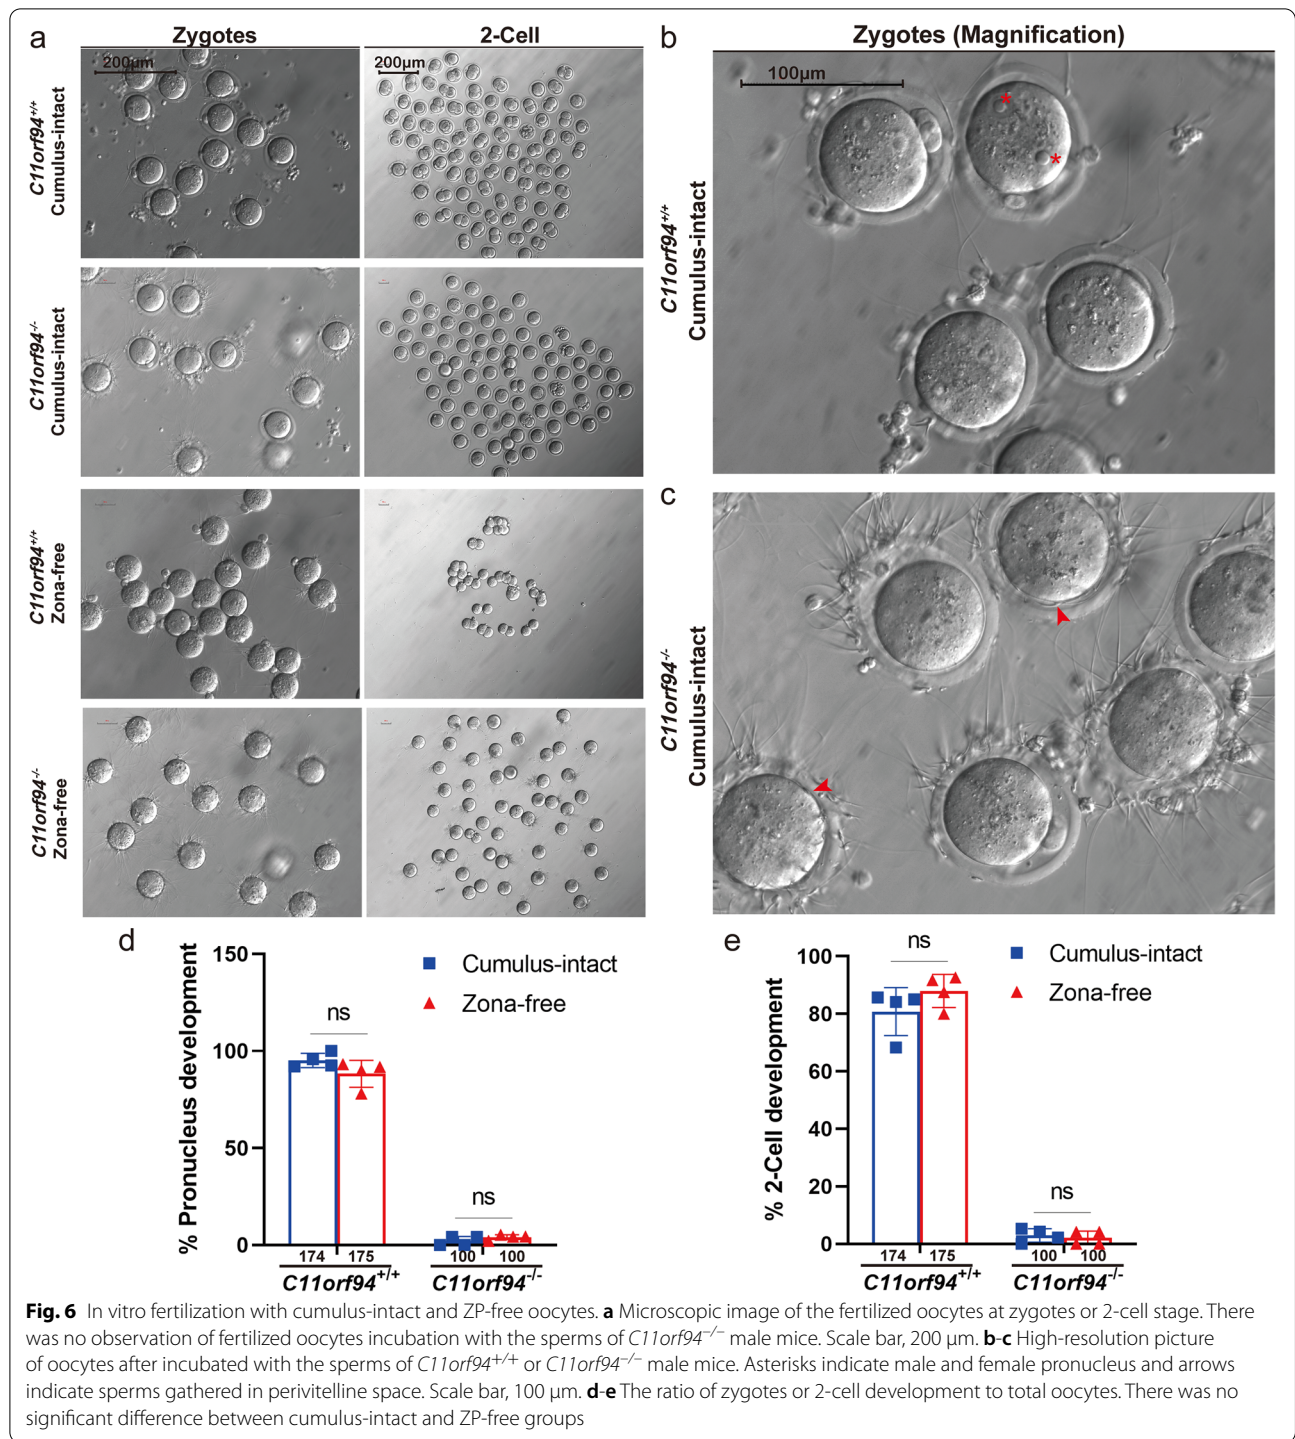 a
Zygotes
2-Cell
200µm
200µm
C11orf94+/+
Cumulus-intact
C11orf94-/-
Cumulus-intact
C11orf94+/+
Zona-free
C11orf94-/-
Zona-free
b
Zygotes (Magnification)
100µm
*
*
C11orf94+/+
Cumulus-intact
c
C11orf94-/-
Cumulus-intact
d
% Pronucleus development
150
100
50
0
Cumulus-intact
Zona-free
ns
ns
174 175 100 100
C11orf94+/+ C11orf94-/-
e
% 2-Cell development
100
80
60
40
20
0
Cumulus-intact
Zona-free
ns
ns
174 175 100 100
C11orf94+/+ C11orf94-/-
Fig. 6 In vitro fertilization with cumulus-intact and ZP-free oocytes. a Microscopic image of the fertilized oocytes at zygotes or 2-cell stage. There
was no observation of fertilized oocytes incubation with the sperms of C11orf94−/− male mice. Scale bar, 200 µm. b-c High-resolution picture
of oocytes after incubated with the sperms of C11orf94+/+ or C11orf94−/− male mice. Asterisks indicate male and female pronucleus and arrows
indicate sperms gathered in perivitelline space. Scale bar, 100 µm. d-e The ratio of zygotes or 2-cell development to total oocytes. There was no
significant difference between cumulus-intact and ZP-free groups